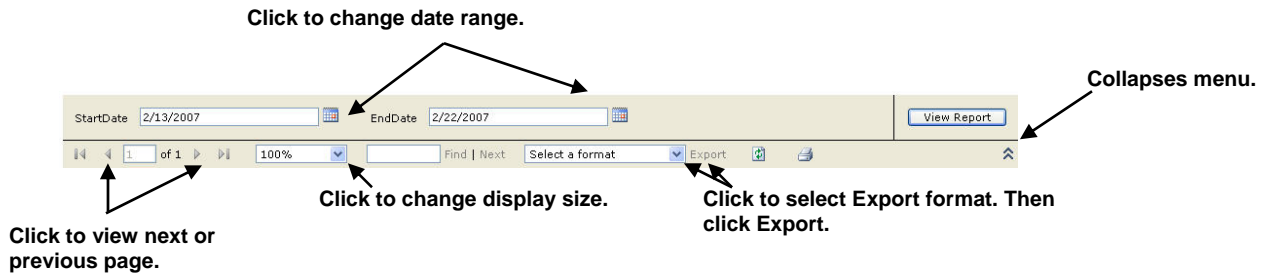 Click to change date range.
Collapses menu.
StartDate 2/13/2007 EndDate 2/22/2007 View Report
1 of 1 100% Find | Next Select a format Export
Click to change display size.
Click to select Export format. Then
click Export.
Click to view next or
previous page.